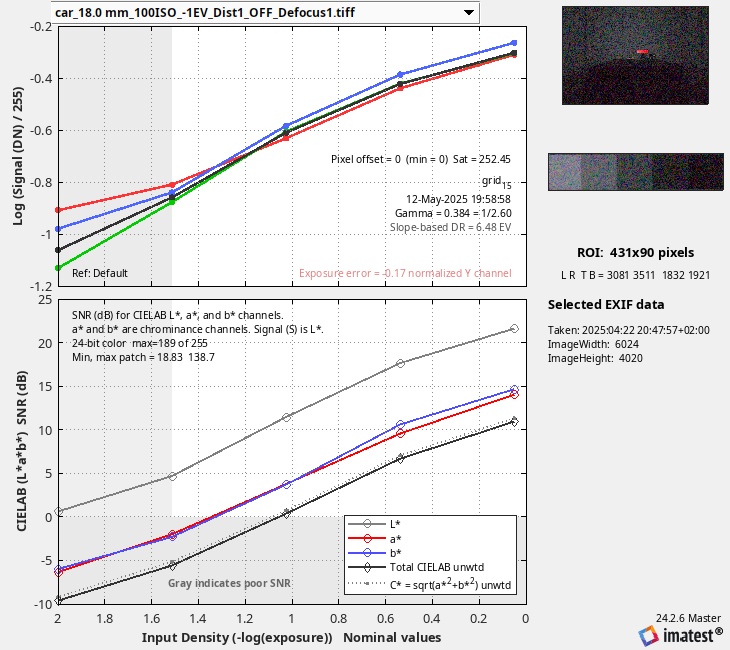 car_18.0 mm_100ISO_-1EV_Dist1_OFF_Defocus1.tiff
-0.2
-0.4
-0.6
-0.8
-1
-1.2
Log (Signal (DN) / 255)
Pixel offset = 0 (min = 0) Sat = 252.45
grid15
12-May-2025 19:58:58
Gamma = 0.384 = 1/2.60
Slope-based DR = 6.48 EV
Ref: Default
Exposure error = -0.17 normalized Y channel
ROI: 431x90 pixels
L R T B = 3081 3511 1832 1921
Selected EXIF data
Taken: 2025:04:22 20:47:57+02:00
ImageWidth: 6024
ImageHeight: 4020
25
20
15
10
5
0
-5
-10
CIELAB (L*a*b*) SNR (dB)
SNR (dB) for CIELAB L*, a*, and b* channels.
a* and b* are chrominance channels. Signal (S) is L*.
24-bit color max=189 of 255
Min, max patch = 18.83 138.7
Gray indicates poor SNR
L*
a*
b*
Total CIELAB unwtd
C* = sqrt(a*2+b*2) unwtd
2 1.8 1.6 1.4 1.2 1 0.8 0.6 0.4 0.2 0
Input Density (-log(exposure)) Nominal values
24.2.6 Master
imatest®